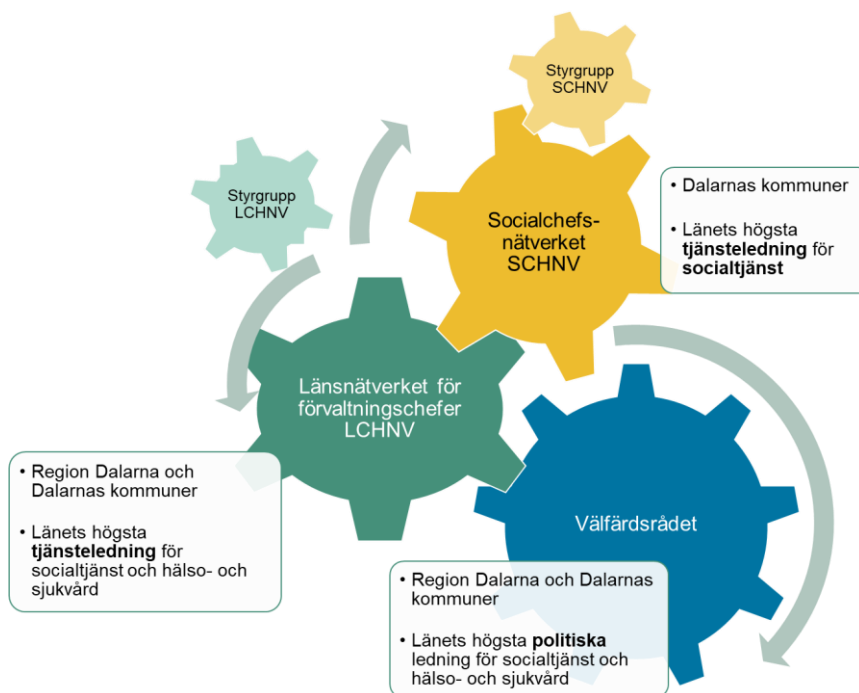 Styrgrupp
SCHNV
Styrgrupp
LCHNV
Socialchefs-
nätverket
SCHNV
• Dalarnas kommuner
• Länets högsta
tjänsteledning för
socialtjänst
Länsnätverket för
förvaltningschefer
LCHNV
• Region Dalarna och
Dalarnas kommuner
• Länets högsta
tjänsteledning för
socialtjänst och hälso- och
sjukvård
Välfärdsrådet
• Region Dalarna och Dalarnas
kommuner
• Länets högsta politiska
ledning för socialtjänst och
hälso- och sjukvård